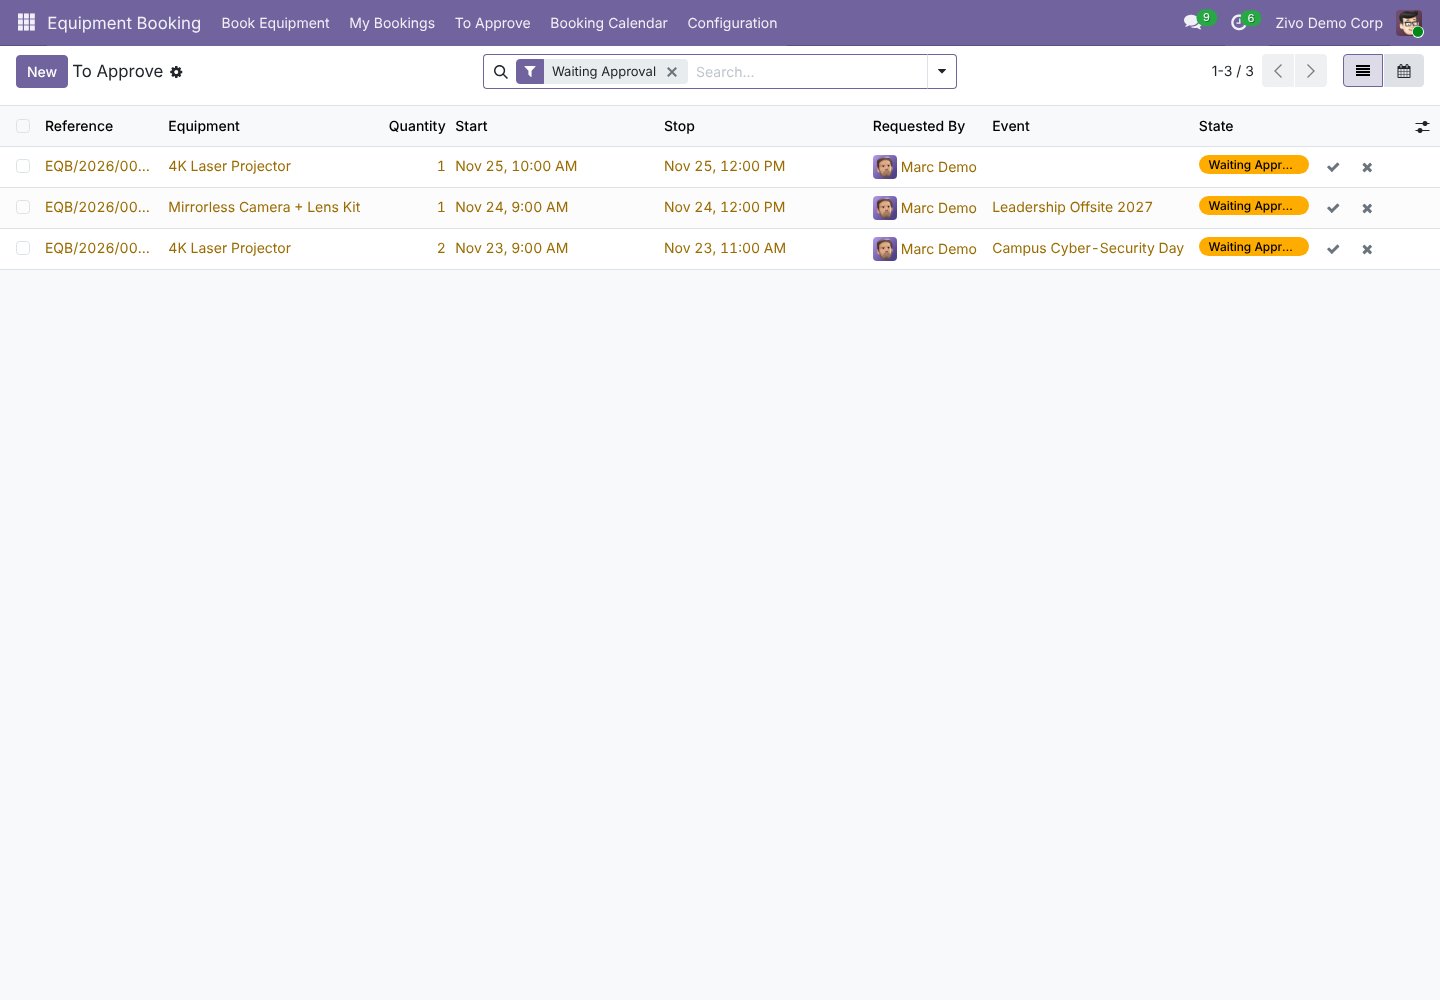 Equipment Booking Book Equipment My Bookings To Approve Booking Calendar Configuration 9 6 Zivo Demo Corp
New To Approve Waiting Approval Search... 1-3 / 3
Reference Equipment Quantity Start Stop Requested By Event State
EQB/2026/00... 4K Laser Projector 1 Nov 25, 10:00 AM Nov 25, 12:00 PM Marc Demo Waiting Appr...
EQB/2026/00... Mirrorless Camera + Lens Kit 1 Nov 24, 9:00 AM Nov 24, 12:00 PM Marc Demo Leadership Offsite 2027 Waiting Appr...
EQB/2026/00... 4K Laser Projector 2 Nov 23, 9:00 AM Nov 23, 11:00 AM Marc Demo Campus Cyber-Security Day Waiting Appr...